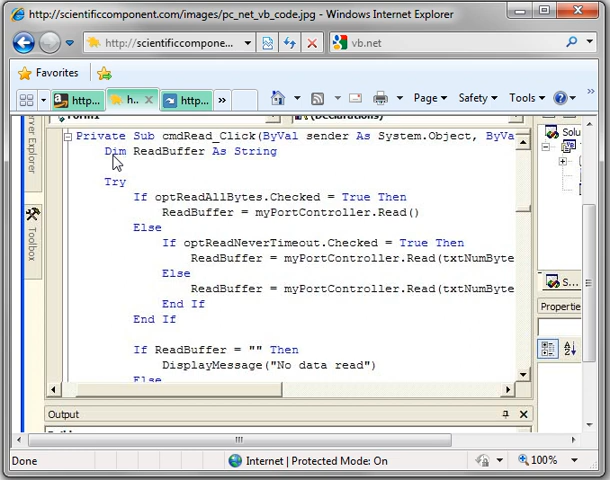 http://scientificcomponent.com/images/pc_net_vb_code.jpg - Windows Internet Explorer
http://scientificcompone...
vb.net
Favorites
http...
h...
http...
Page
Safety
Tools
(Declarations)
Private Sub cmdRead_Click(ByVal sender As System.Object, ByVa
Dim ReadBuffer As String
Try
If optReadAllBytes.Checked = True Then
ReadBuffer = myPortController.Read()
Else
If optReadNeverTimeout.Checked = True Then
ReadBuffer = myPortController.Read(txtNumByte
Else
ReadBuffer = myPortController.Read(txtNumByte
End If
End If
If ReadBuffer = "" Then
DisplayMessage("No data read")
Else
erver Explorer
Toolbox
Solu
S...
Propertie
Output
Done
Internet | Protected Mode: On
100%